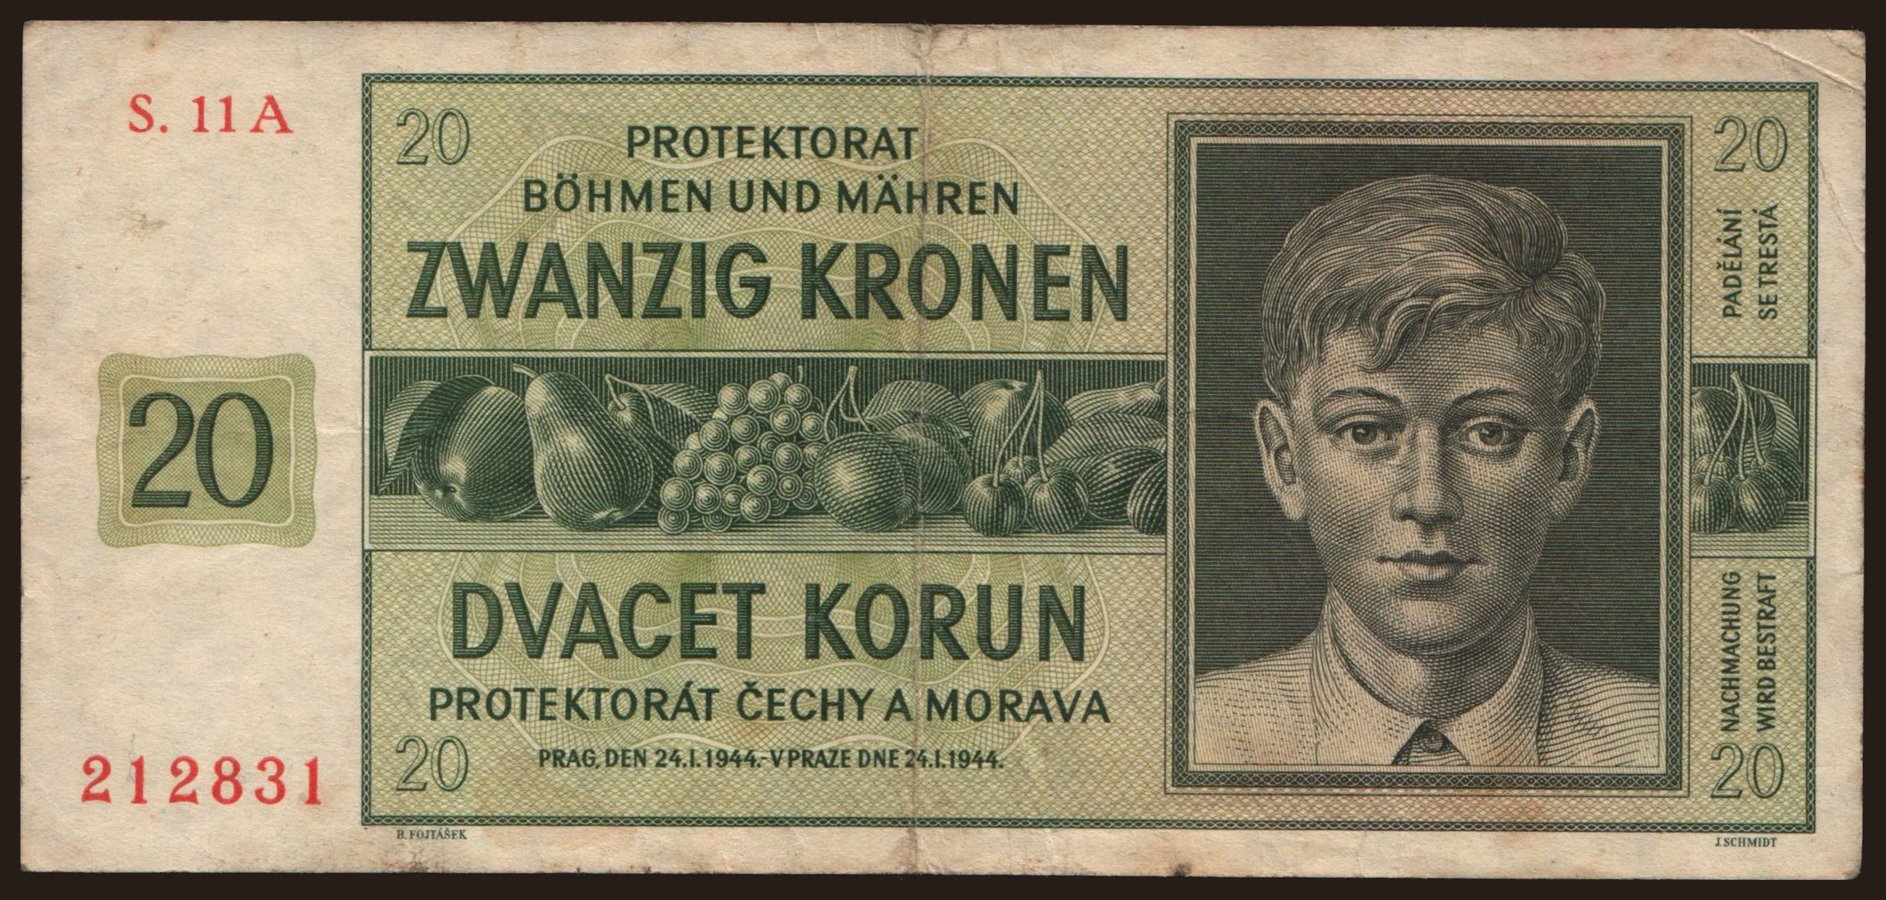 S. 11 A
20
20
PROTEKTORAT
BÖHMEN UND MÄHREN
ZWANZIG KRONEN
PADĚLÁNÍ
SE TRESTÁ
20
DVACET KORUN
PROTEKTORÁT ČECHY A MORAVA
PRAG, DEN 24.I.1944.-V PRAZE DNE 24.I.1944.
NACHMACHUNG
WIRD BESTRAFT
212831
20
20
B. FOJTÁŠEK
J. SCHMIDT